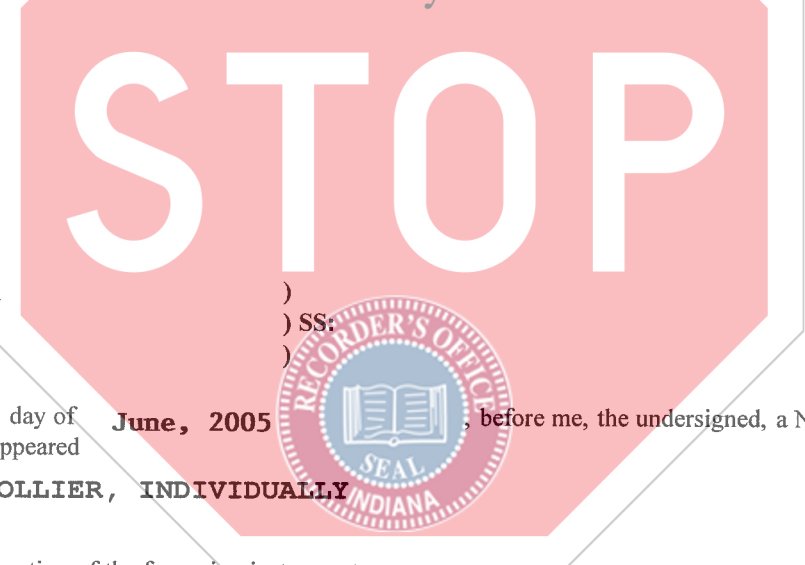 STOP
)
) SS:
)
RECORDER'S OFFICE
SEAL
INDIANA
day of June, 2005 , before me, the undersigned, a
ppeared
OLLIER, INDIVIDUALLY